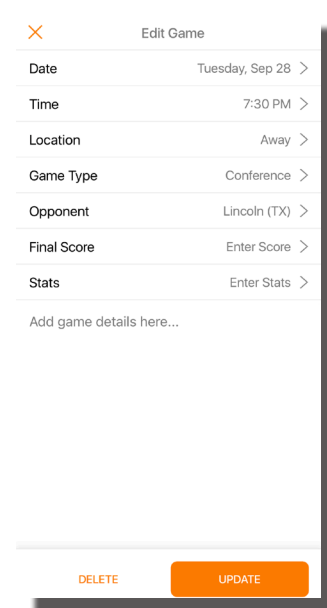 Edit Game
Date Tuesday, Sep 28
Time 7:30 PM
Location Away
Game Type Conference
Opponent Lincoln (TX)
Final Score Enter Score
Stats Enter Stats
Add game details here...
DELETE UPDATE